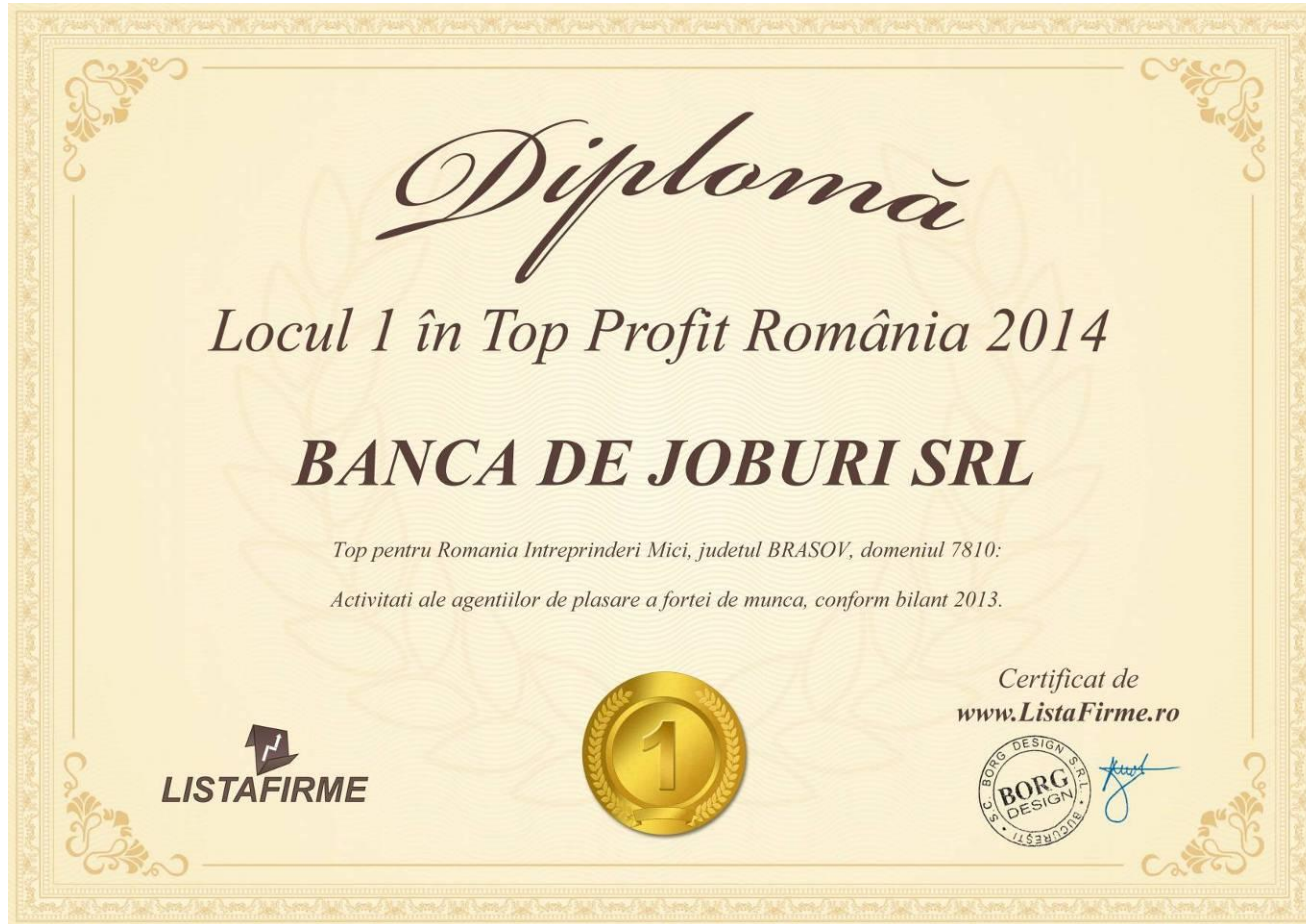 Diplomă
Locul 1 în Top Profit România 2014
BANCA DE JOBURI SRL
Top pentru Romania Intreprinderi Mici, judetul BRASOV, domeniul 7810:
Activitati ale agentiilor de plasare a fortei de munca, conform bilant 2013.
1
LISTAFIRME
Certificat de
www.ListaFirme.ro
S.C. BORG DESIGN S.R.L. • BUCUREȘTI •
BORG
DESIGN